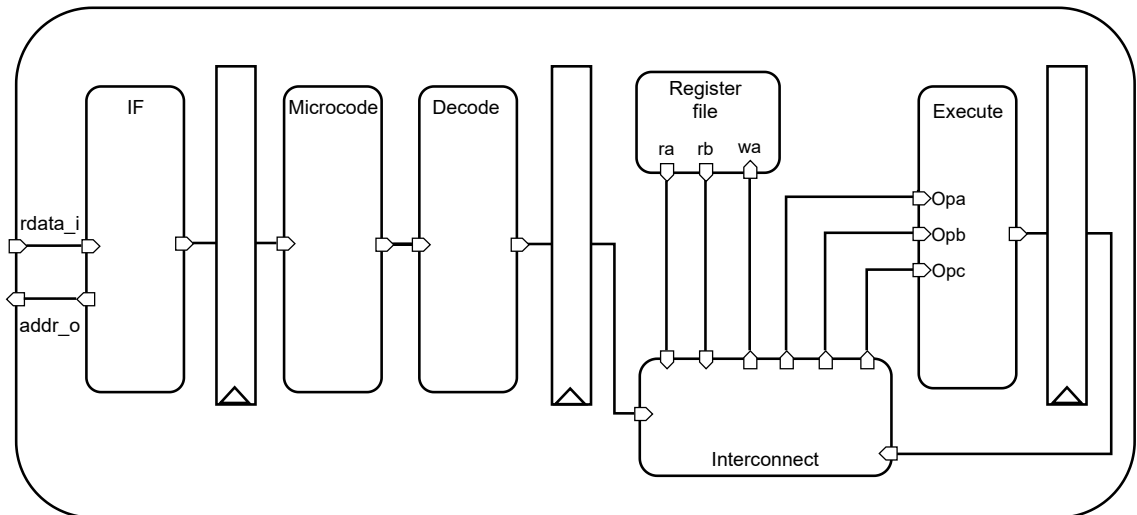 IF
Microcode
Decode
Register
file
ra
rb
wa
Execute
Opa
Opb
Opc
rdata_i
addr_o
Interconnect